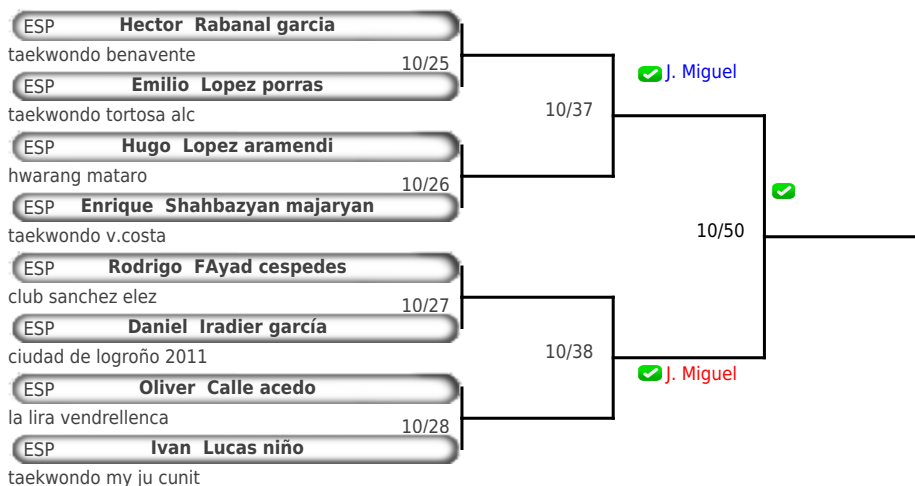 ESP Hector Rabanal garcia
taekwondo benavente
10/25
ESP Emilio Lopez porras
taekwondo tortosa alc
10/37
J. Miguel
ESP Hugo Lopez aramendi
hwarang mataro
10/26
ESP Enrique Shahbazyan majaryan
taekwondo v.costa
10/50
ESP Rodrigo FAyad cespedes
club sanchez elez
10/27
ESP Daniel Iradier garcía
ciudad de logroño 2011
10/38
J. Miguel
ESP Oliver Calle acedo
la lira vendrellenca
10/28
ESP Ivan Lucas niño
taekwondo my ju cunit